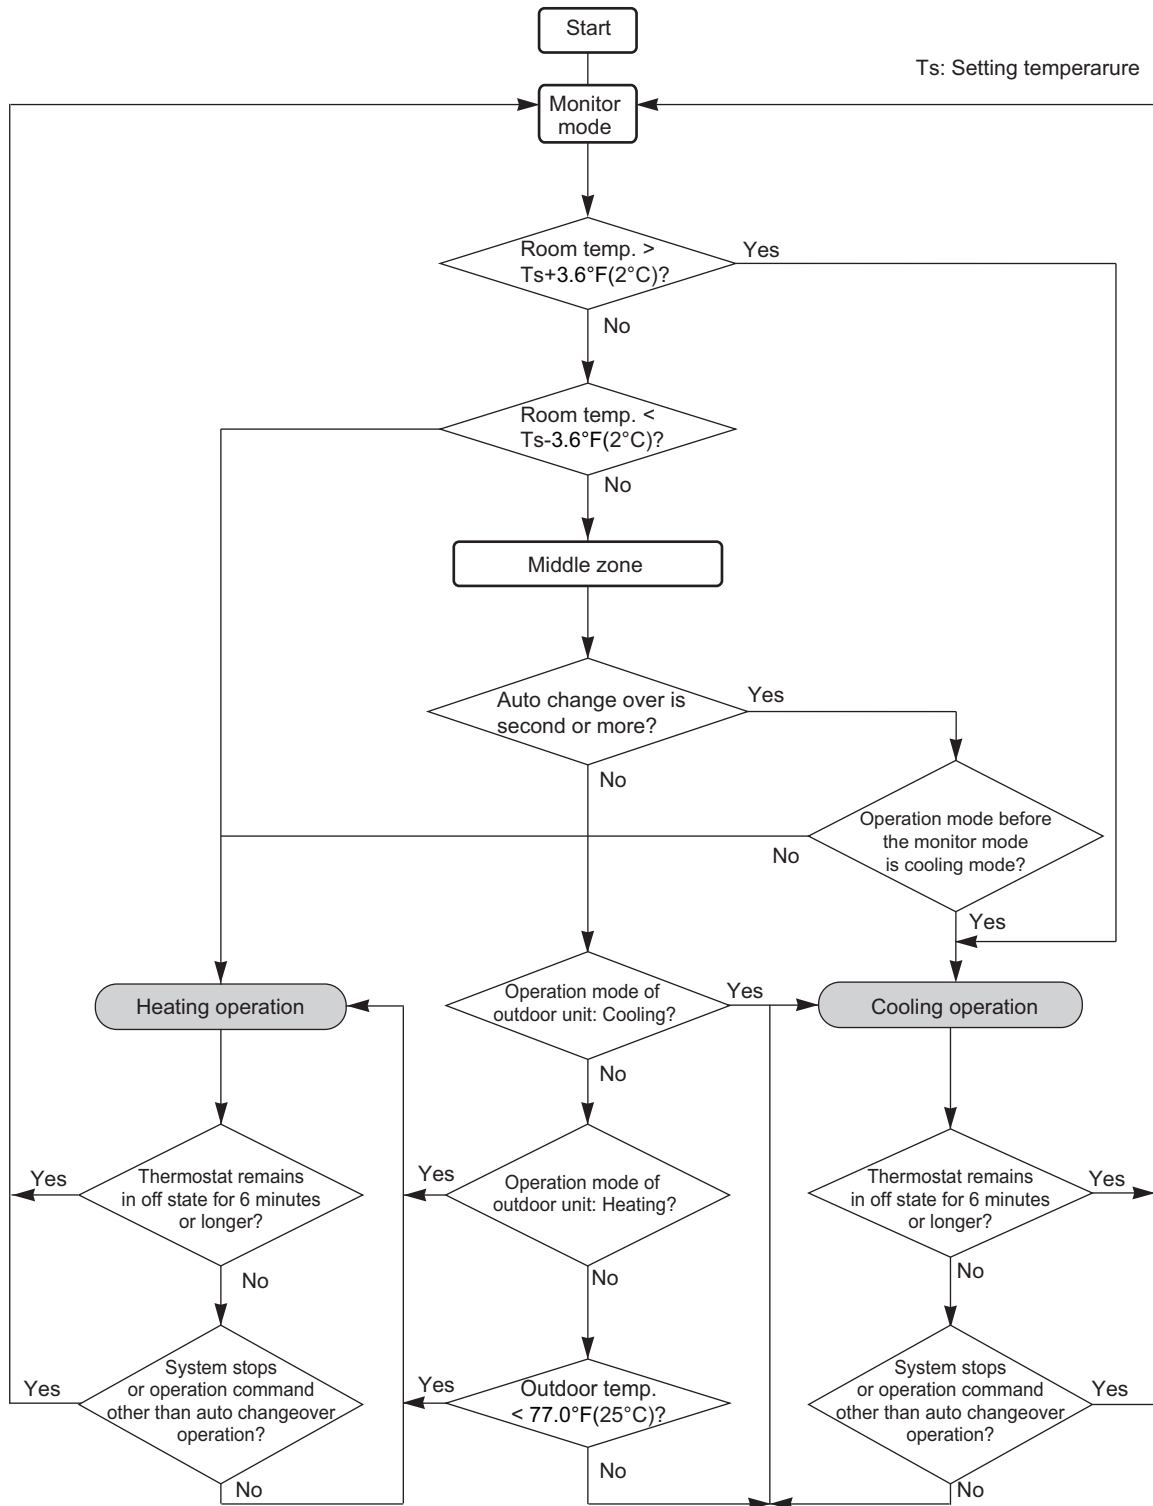 Start
Ts: Setting temperarure
Monitor
mode
Room temp. >
Ts+3.6°F(2°C)?
Yes
No
Room temp. <
Ts-3.6°F(2°C)?
No
Middle zone
Auto change over is
second or more?
Yes
No
Operation mode before
the monitor mode
is cooling mode?
No
Yes
Heating operation
Operation mode of
outdoor unit: Cooling?
Yes
Cooling operation
No
Thermostat remains
in off state for 6 minutes
or longer?
Yes
No
Operation mode of
outdoor unit: Heating?
Yes
No
Thermostat remains
in off state for 6 minutes
or longer?
Yes
No
System stops
or operation command
other than auto changeover
operation?
Yes
No
Outdoor temp.
< 77.0°F(25°C)?
Yes
No
System stops
or operation command
other than auto changeover
operation?
Yes
No